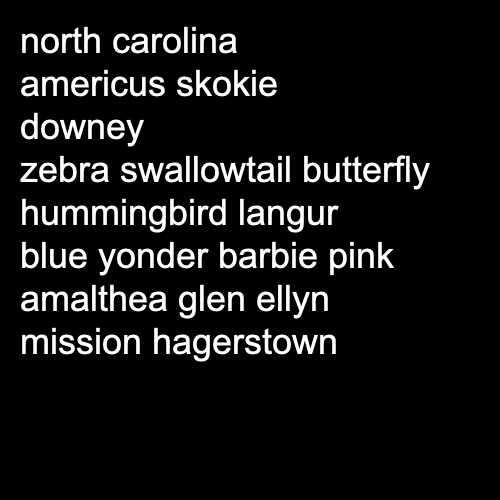 north carolina
americus skokie
downey
zebra swallowtail butterfly
hummingbird langur
blue yonder barbie pink
amalthea glen ellyn
mission hagerstown